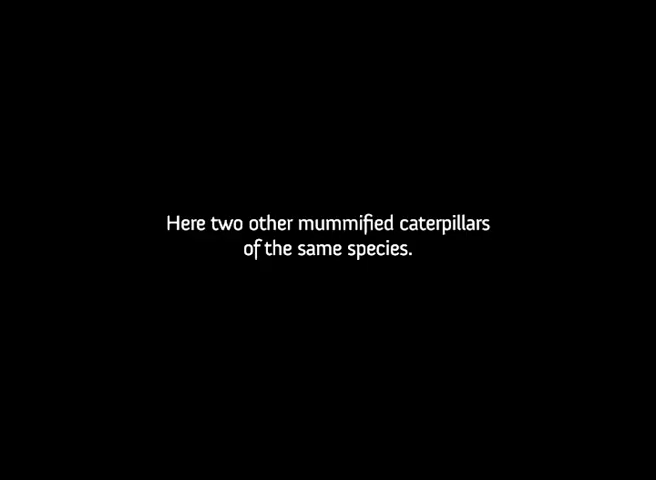 Here two other mummified caterpillars
of the same species.